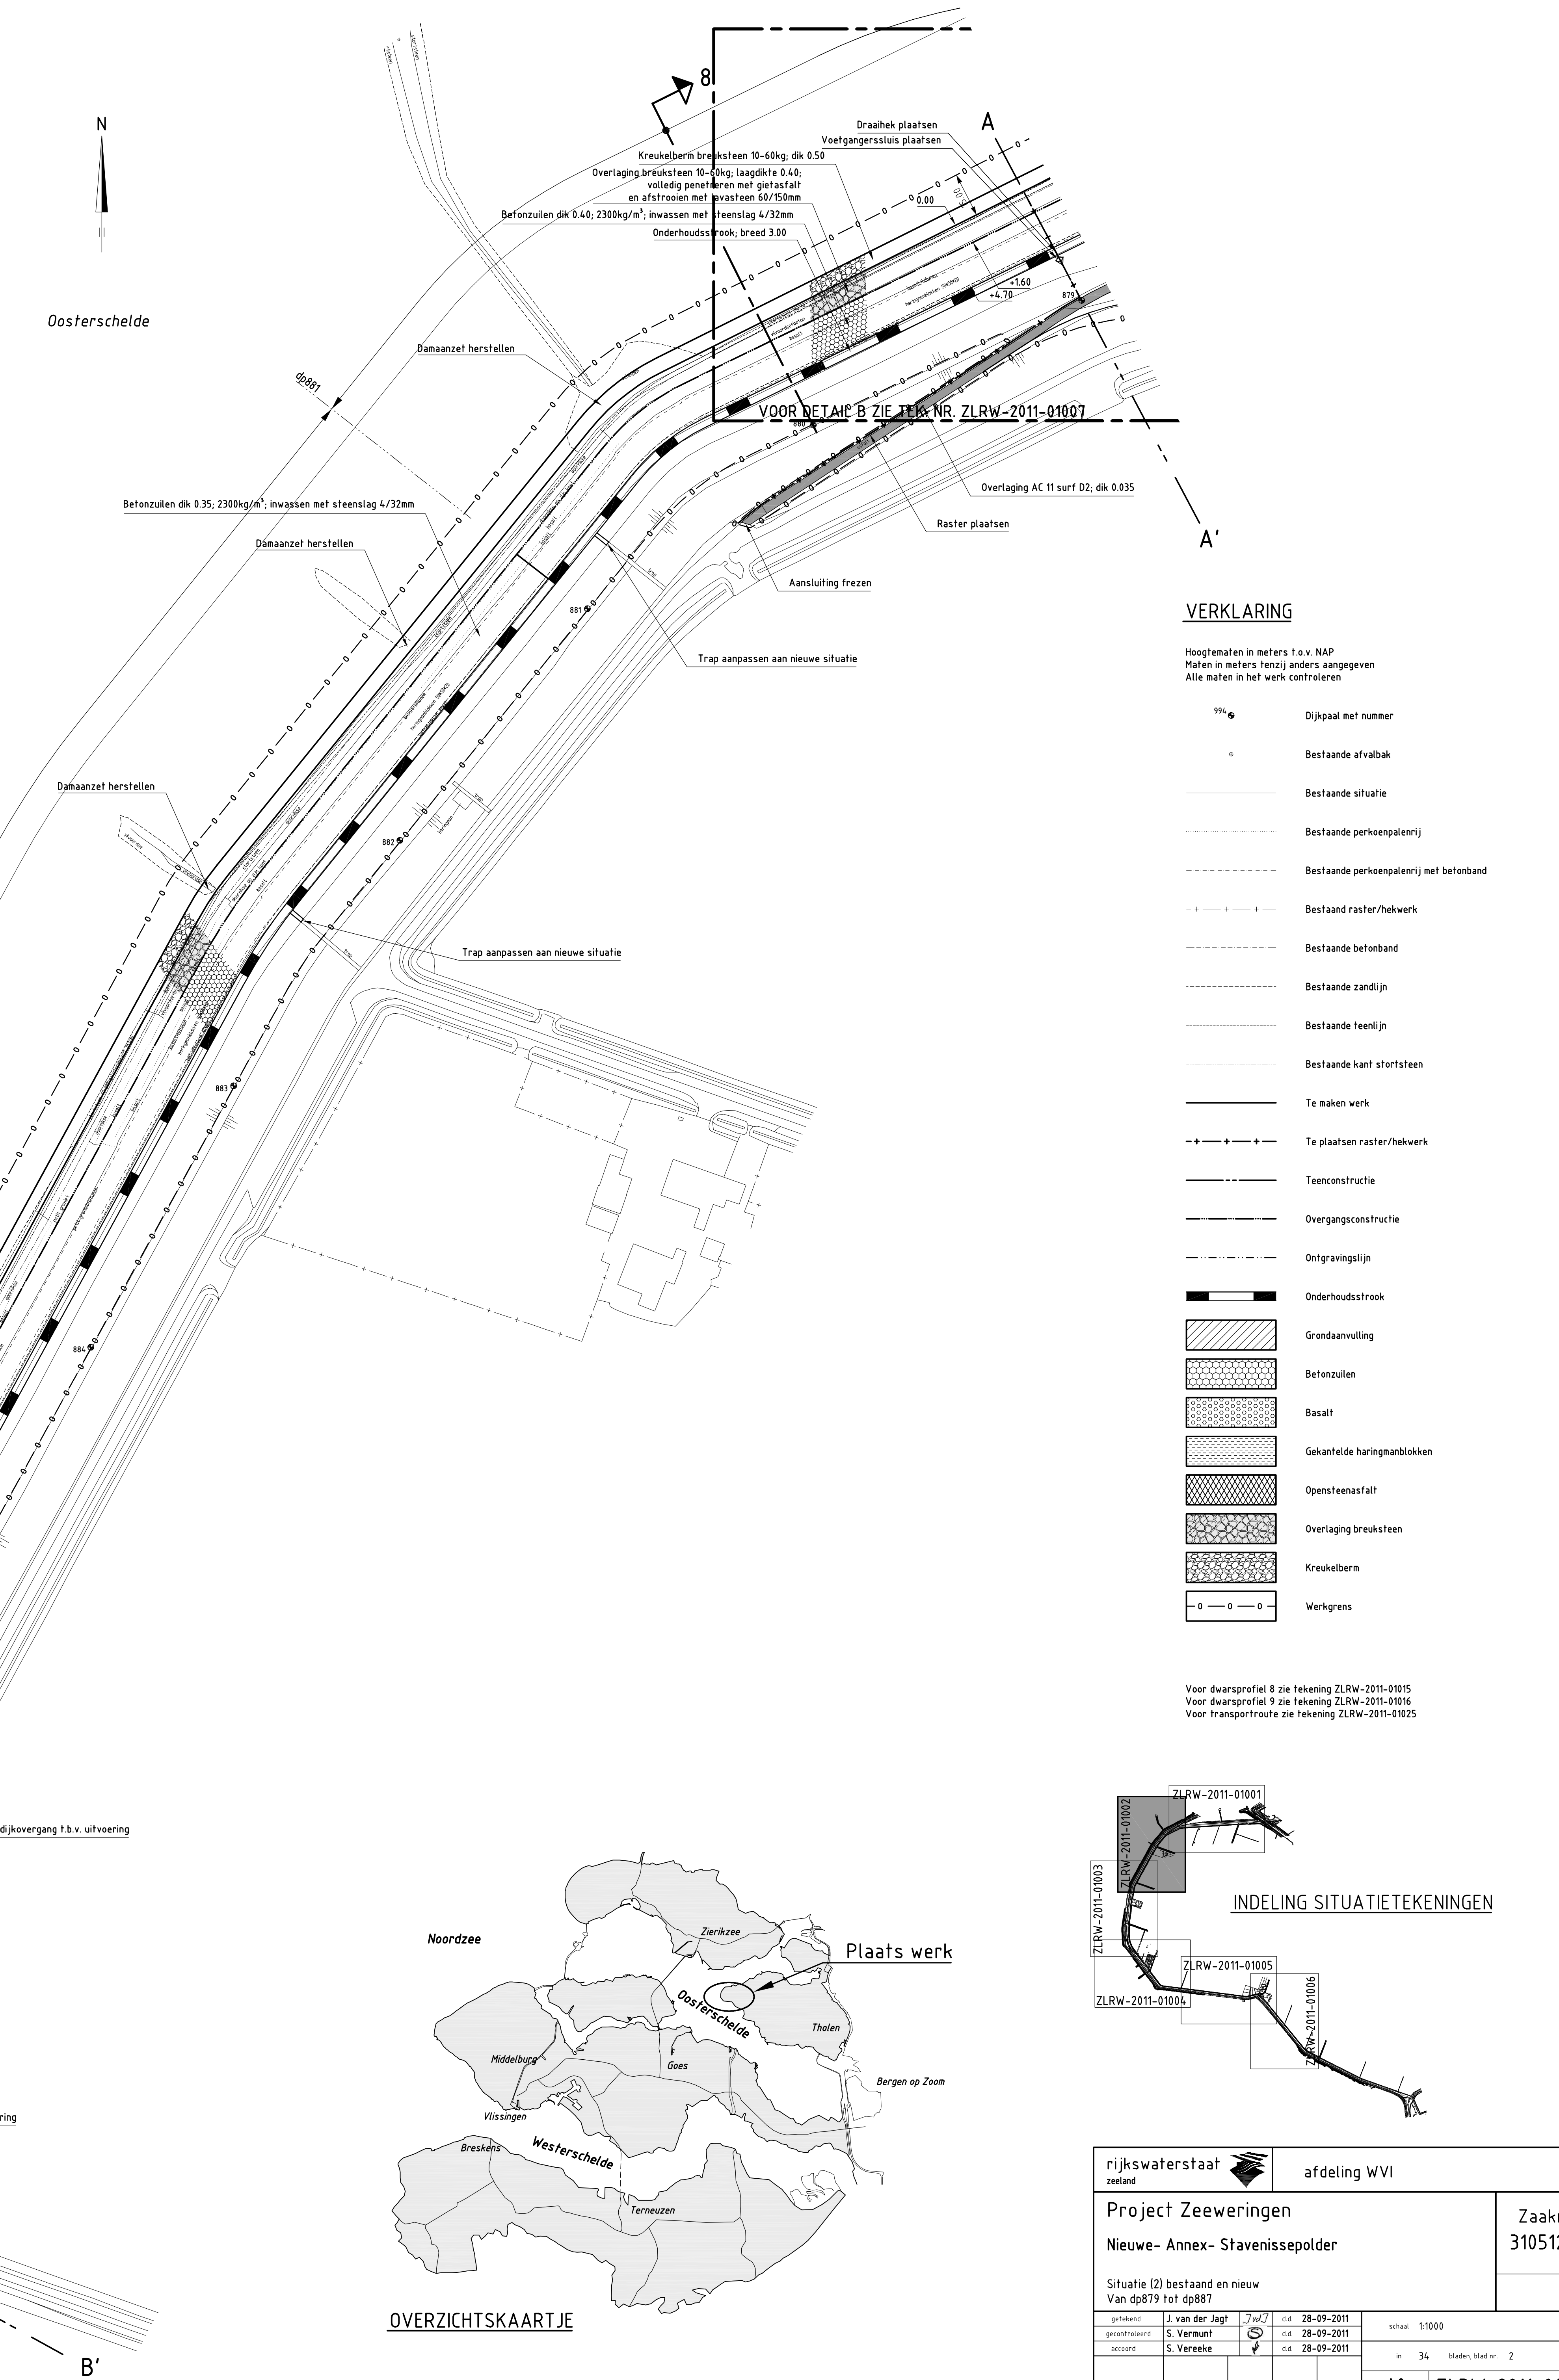 N
Oosterschelde
8
A
Draaihek plaatsen
Voetgangerssluis plaatsen
Kreukelberm breuksteen 10-60kg; dik 0.50
Overlaging breuksteen 10-60kg; laagdikte 0.40;
volledig penetreren met gietasfalt
en afstrooien met lavasteen 60/150mm
Betonzuilen dik 0.40; 2300kg/m³; inwassen met steenslag 4/32mm
Onderhoudsstrook; breed 3.00
5.00
0.00
+1.60
+4.70
879
Damaanzet herstellen
dp881
VOOR DETAIL B ZIE TEK. NR. ZLRW-2011-01007
880
Betonzuilen dik 0.35; 2300kg/m³; inwassen met steenslag 4/32mm
Overlaging AC 11 surf D2; dik 0.035
Raster plaatsen
A'
Damaanzet herstellen
Aansluiting frezen
881
trap
Trap aanpassen aan nieuwe situatie
Damaanzet herstellen
882
trap
haringman
trap
Trap aanpassen aan nieuwe situatie
883
884
VERKLARING
Hoogtematen in meters t.o.v. NAP
Maten in meters tenzij anders aangegeven
Alle maten in het werk controleren
994
Dijkpaal met nummer
Bestaande afvalbak
Bestaande situatie
Bestaande perkoenpalenrij
Bestaande perkoenpalenrij met betonband
Bestaand raster/hekwerk
Bestaande betonband
Bestaande zandlijn
Bestaande teenlijn
Bestaande kant stortsteen
Te maken werk
Te plaatsen raster/hekwerk
Teenconstructie
Overgangsconstructie
Ontgravingslijn
Onderhoudsstrook
Grondaanvulling
Betonzuilen
Basalt
Gekantelde haringmanblokken
Opensteenasfalt
Overlaging breuksteen
Kreukelberm
Werkgrens
Voor dwarsprofiel 8 zie tekening ZLRW-2011-01015
Voor dwarsprofiel 9 zie tekening ZLRW-2011-01016
Voor transportroute zie tekening ZLRW-2011-01025
dijkovergang t.b.v. uitvoering
ring
B'
Noordzee
Zierikzee
Plaats werk
Oosterschelde
Tholen
Middelburg
Goes
Bergen op Zoom
Vlissingen
Breskens
Westerschelde
Terneuzen
OVERZICHTSKAARTJE
ZLRW-2011-01001
ZLRW-2011-01002
ZLRW-2011-01003
INDELING SITUATIETEKENINGEN
ZLRW-2011-01005
ZLRW-2011-01004
ZLRW-2011-01006
rijkswaterstaat
zeeland
afdeling WVI
Project Zeeweringen
Nieuwe- Annex- Stavenissepolder
Situatie (2) bestaand en nieuw
Van dp879 tot dp887
getekend J. van der Jagt JvdJ d.d. 28-09-2011
gecontroleerd S. Vermunt d.d. 28-09-2011
accoord S. Vereeke d.d. 28-09-2011
schaal 1:1000
in 34 bladen, blad nr. 2